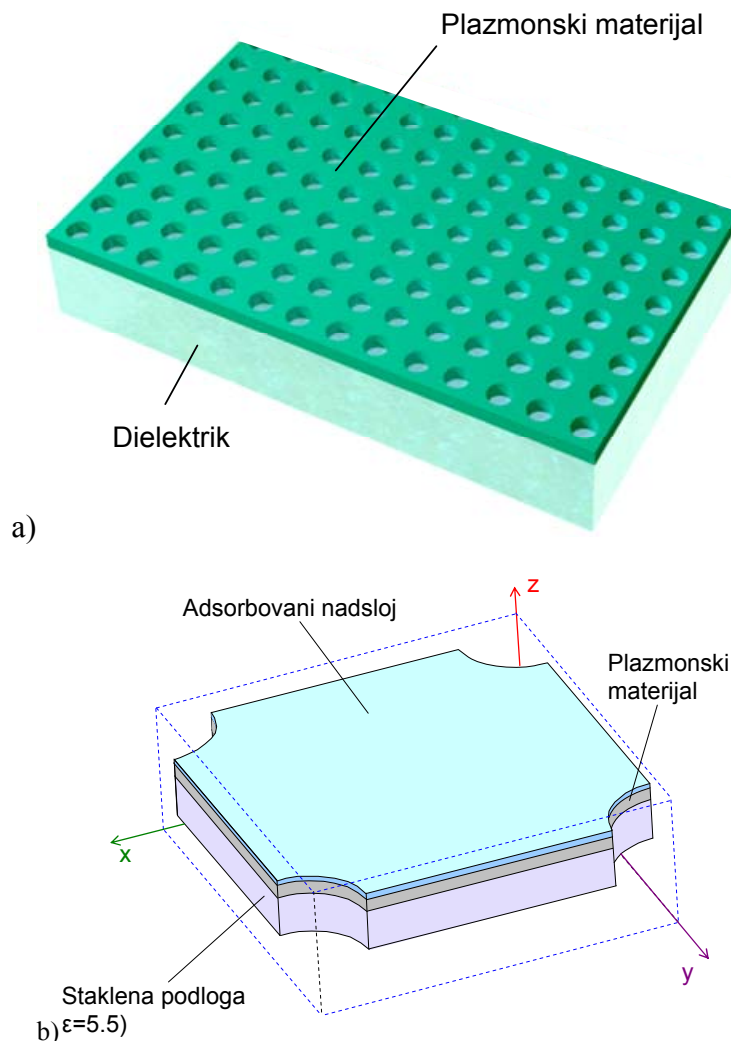 Plazmonski materijal
Dielektrik
a)
z
Adsorbovani nadsloj
Plazmonski
materijal
x
y
Staklena podloga
b) ε=5.5)